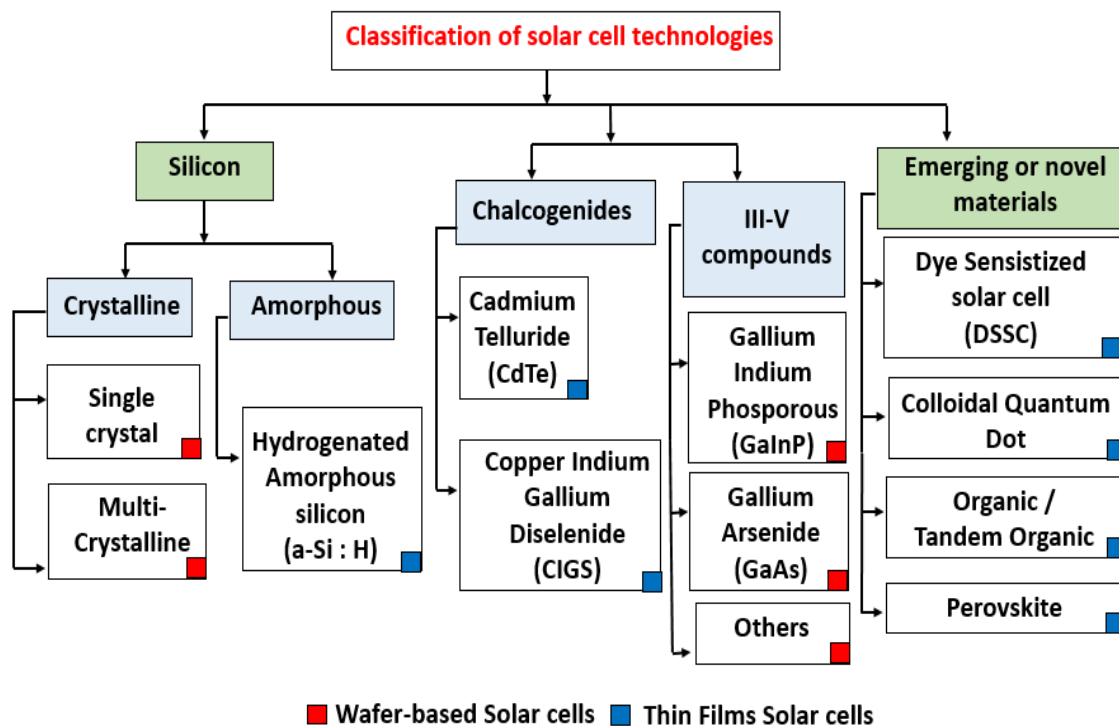 Classification of solar cell technologies
Silicon
Crystalline
Single
crystal
Multi-
Crystalline
Amorphous
Hydrogenated
Amorphous
silicon
(a-Si : H)
Chalcogenides
Cadmium
Telluride
(CdTe)
Copper Indium
Gallium
Diselenide
(CIGS)
III-V
compounds
Gallium
Indium
Phosporous
(GaInP)
Gallium
Arsenide
(GaAs)
Others
Emerging or novel
materials
Dye Sensistized
solar cell
(DSSC)
Colloidal Quantum
Dot
Organic /
Tandem Organic
Perovskite
Wafer-based Solar cells
Thin Films Solar cells